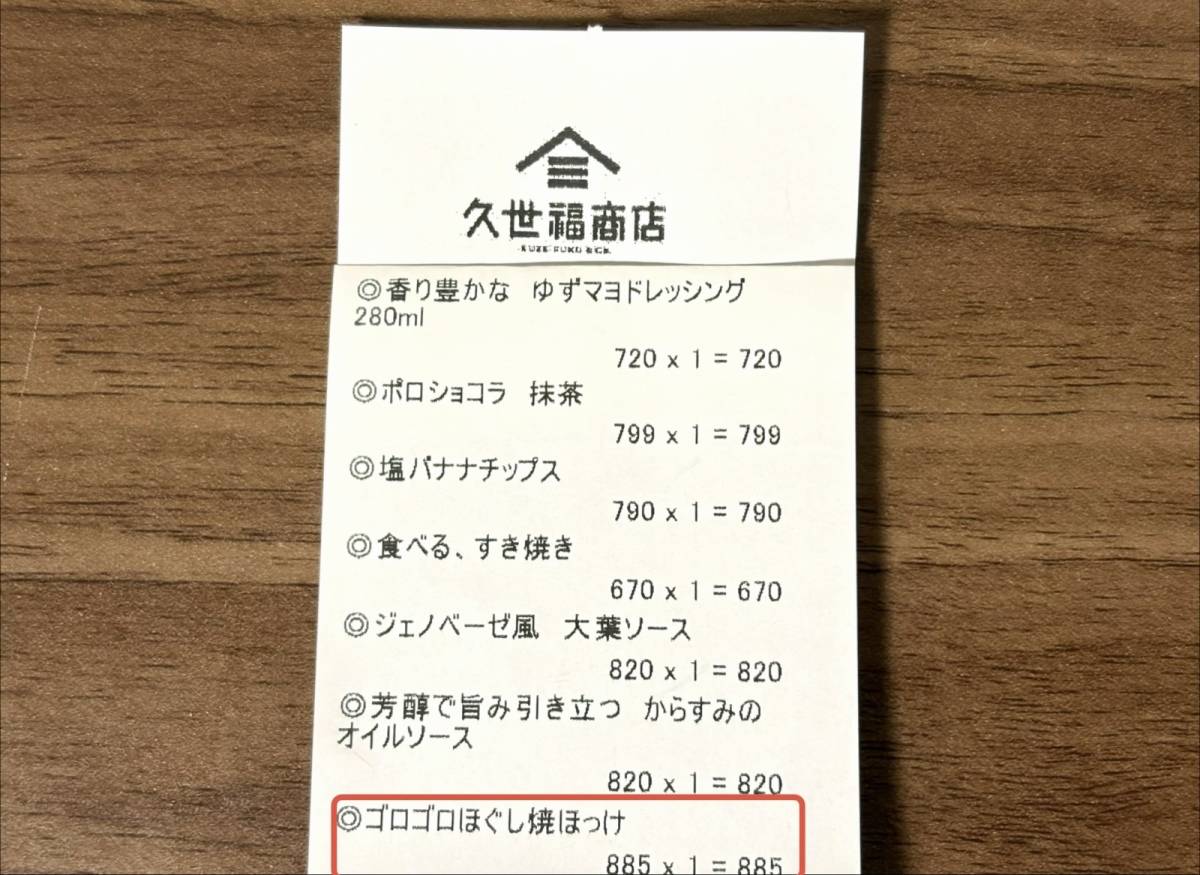 久世福商店
◎香り豊かな ゆずマヨドレッシング
280ml
720 x 1 = 720
◎ポロショコラ 抹茶
799 x 1 = 799
◎塩バナナチップス
790 x 1 = 790
◎食べる、すき焼き
670 x 1 = 670
◎ジェノベーゼ風 大葉ソース
820 x 1 = 820
◎芳醇で旨み引き立つ からすみの
オイルソース
820 x 1 = 820
◎ゴロゴロほぐし焼ほっけ
885 x 1 = 885